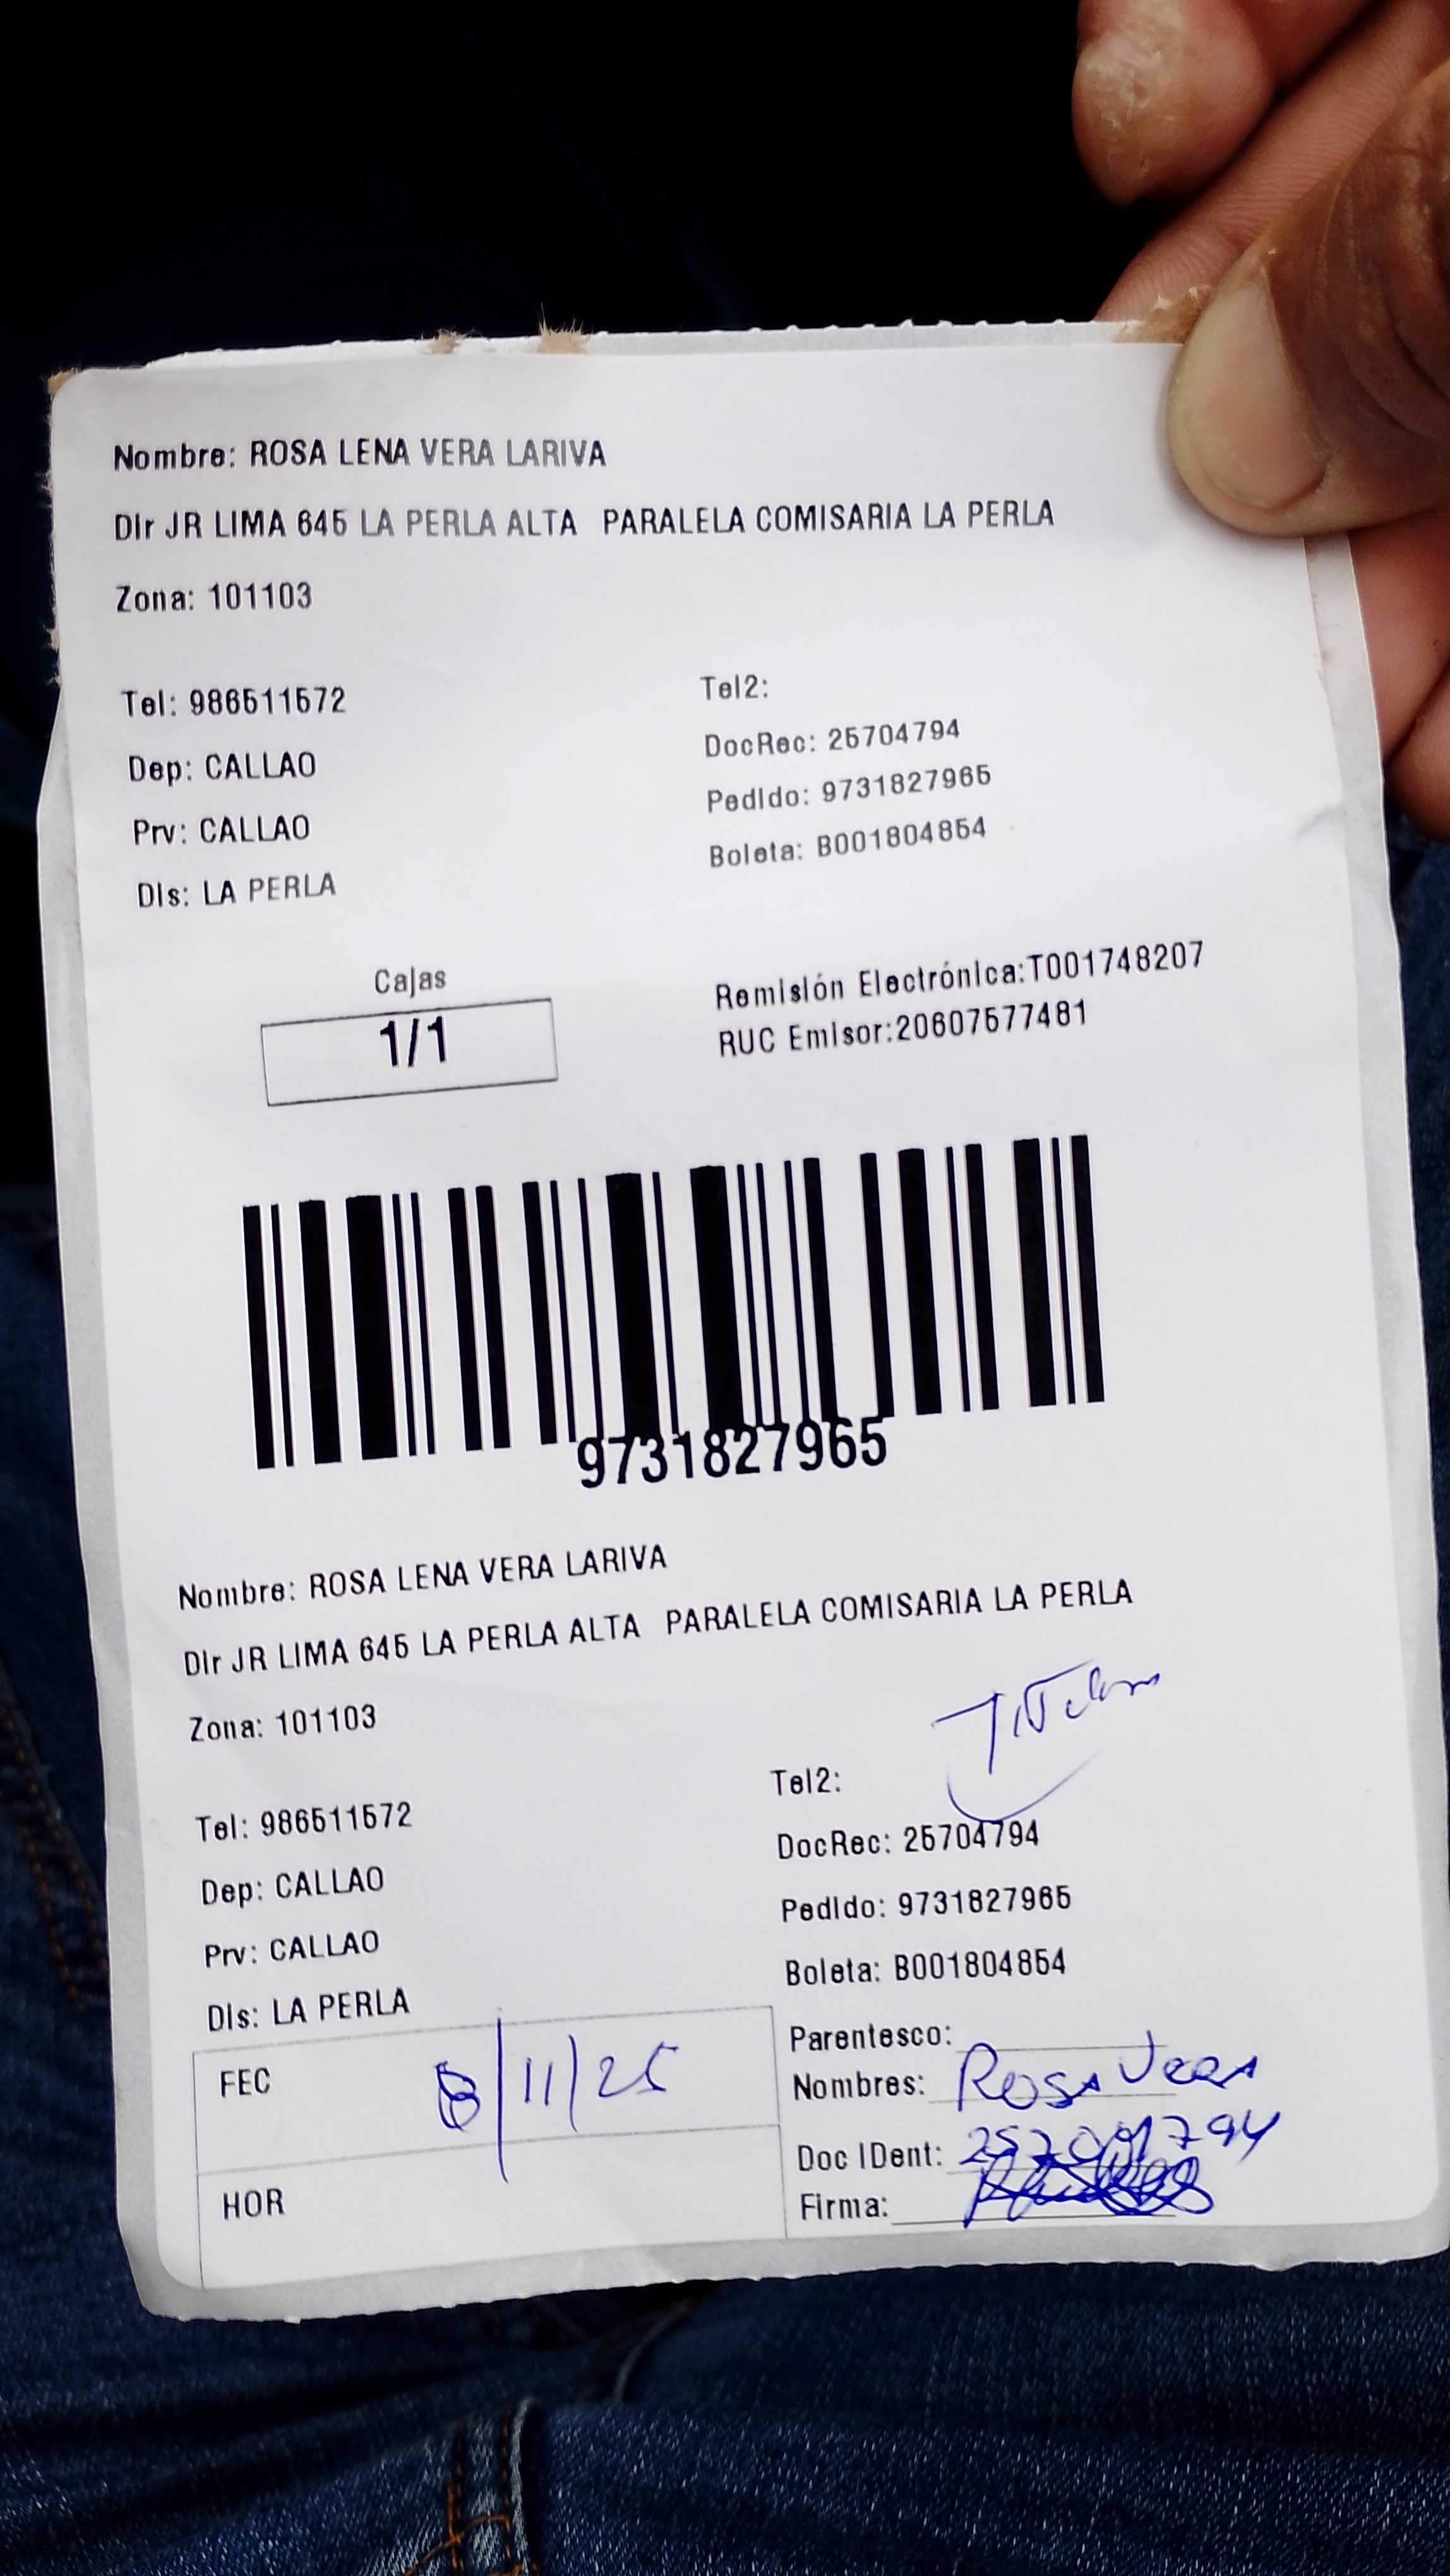 Nombre: ROSA LENA VERA LARIVA
Dir JR LIMA 645 LA PERLA ALTA PARALELA COMISARIA LA PERLA
Zona: 101103
Tel: 986511572
Tel2:
Dep: CALLAO
DocRec: 25704794
Prv: CALLAO
Pedido: 9731827965
Dis: LA PERLA
Boleta: B001804854
Cajas
1/1
Remisión Electrónica:T001748207
RUC Emisor:20607577481
9731827965
Nombre: ROSA LENA VERA LARIVA
Dir JR LIMA 645 LA PERLA ALTA PARALELA COMISARIA LA PERLA
Zona: 101103
Tel: 986511572
Tel2:
Dep: CALLAO
DocRec: 25704794
Prv: CALLAO
Pedido: 9731827965
Dis: LA PERLA
Boleta: B001804854
FEC 8/11/25
HOR
Parentesco:
Nombres: Rosa Vera
Doc IDent: 25704794
Firma: